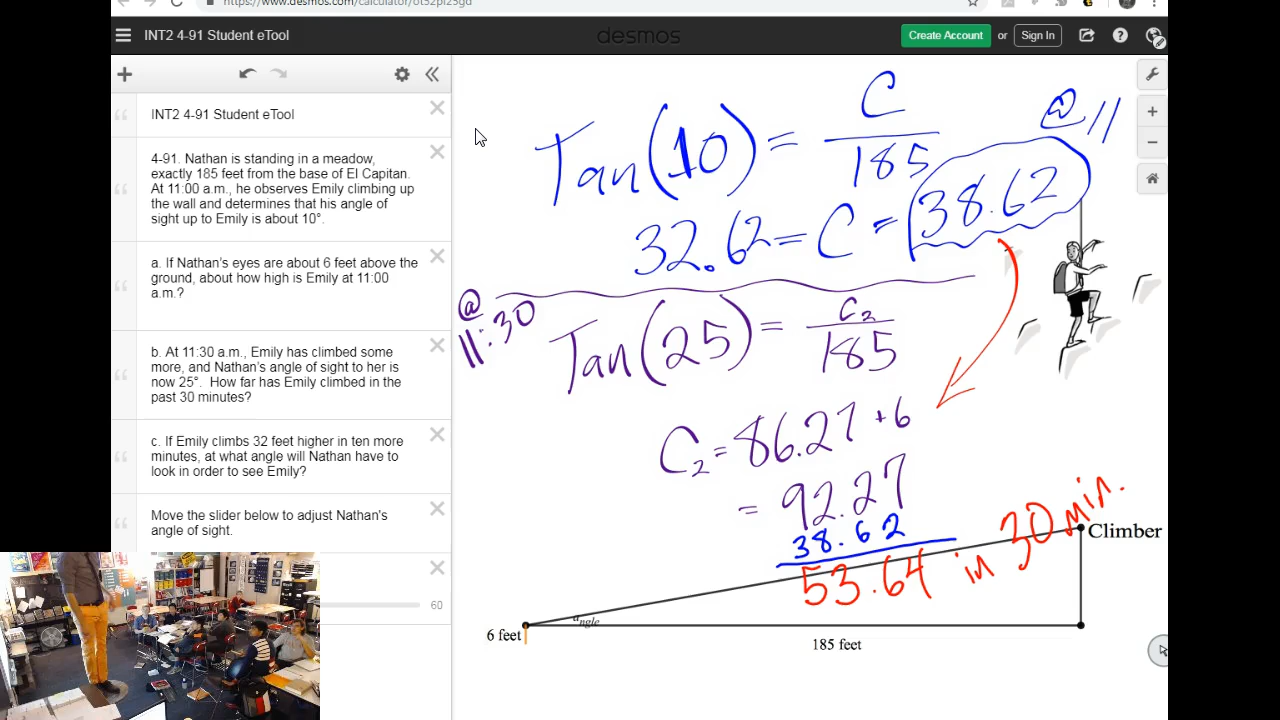 https://www.desmos.com/calculator/ot52pi25gd
INT2 4-91 Student eTool
desmos
Create Account or Sign In
INT2 4-91 Student eTool
4-91. Nathan is standing in a meadow,
exactly 185 feet from the base of El Capitan.
At 11:00 a.m., he observes Emily climbing up
the wall and determines that his angle of
sight up to Emily is about 10°.
a. If Nathan's eyes are about 6 feet above the
ground, about how high is Emily at 11:00
a.m.?
b. At 11:30 a.m., Emily has climbed some
more, and Nathan's angle of sight to her is
now 25°. How far has Emily climbed in the
past 30 minutes?
c. If Emily climbs 32 feet higher in ten more
minutes, at what angle will Nathan have to
look in order to see Emily?
Move the slider below to adjust Nathan's
angle of sight.
60
@ 11
Tan(10) = C / 185
32.62 = C = 38.62
@ 11:30
Tan(25) = C2 / 185
C2 = 86.27 + 6
= 92.27
38.62
53.64 in 30 min.
Climber
angle
6 feet
185 feet